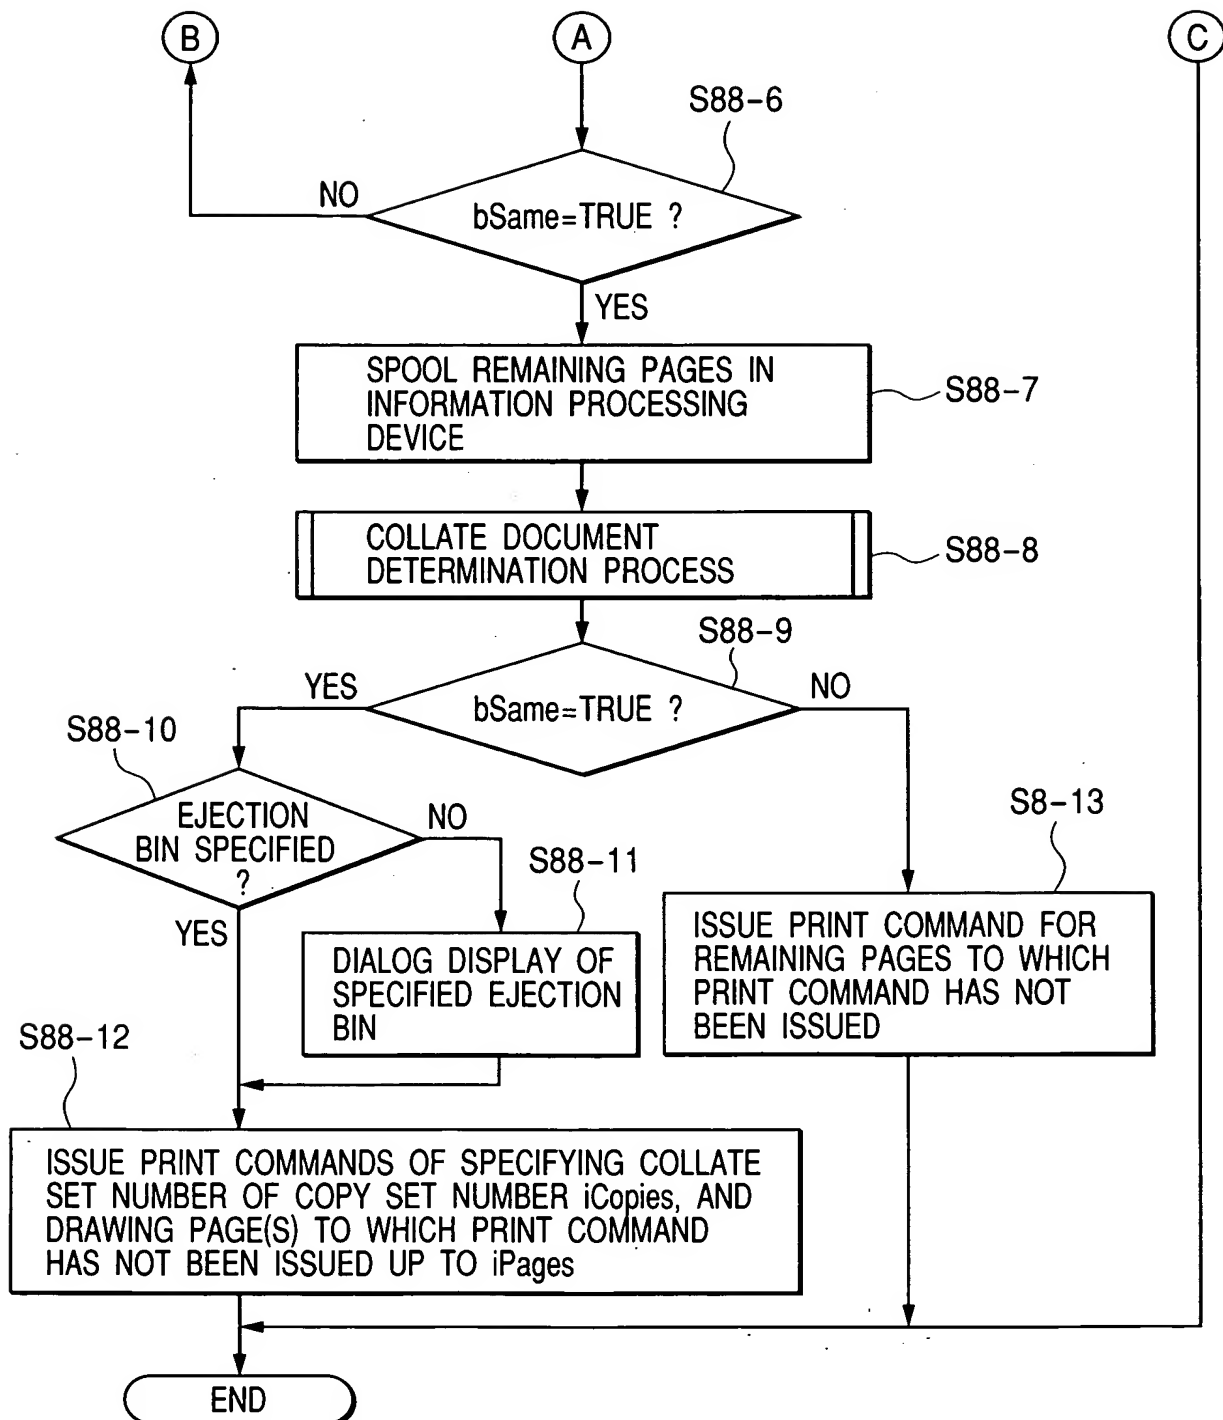 B
A
C
S88-6
NO
bSame=TRUE ?
YES
SPOOL REMAINING PAGES IN
INFORMATION PROCESSING
DEVICE
S88-7
COLLATE DOCUMENT
DETERMINATION PROCESS
S88-8
S88-9
YES
bSame=TRUE ?
NO
S88-10
EJECTION
BIN SPECIFIED
?
NO
YES
S88-11
DIALOG DISPLAY OF
SPECIFIED EJECTION
BIN
S8-13
ISSUE PRINT COMMAND FOR
REMAINING PAGES TO WHICH
PRINT COMMAND HAS NOT
BEEN ISSUED
S88-12
ISSUE PRINT COMMANDS OF SPECIFYING COLLATE
SET NUMBER OF COPY SET NUMBER iCopies, AND
DRAWING PAGE(S) TO WHICH PRINT COMMAND
HAS NOT BEEN ISSUED UP TO iPages
END